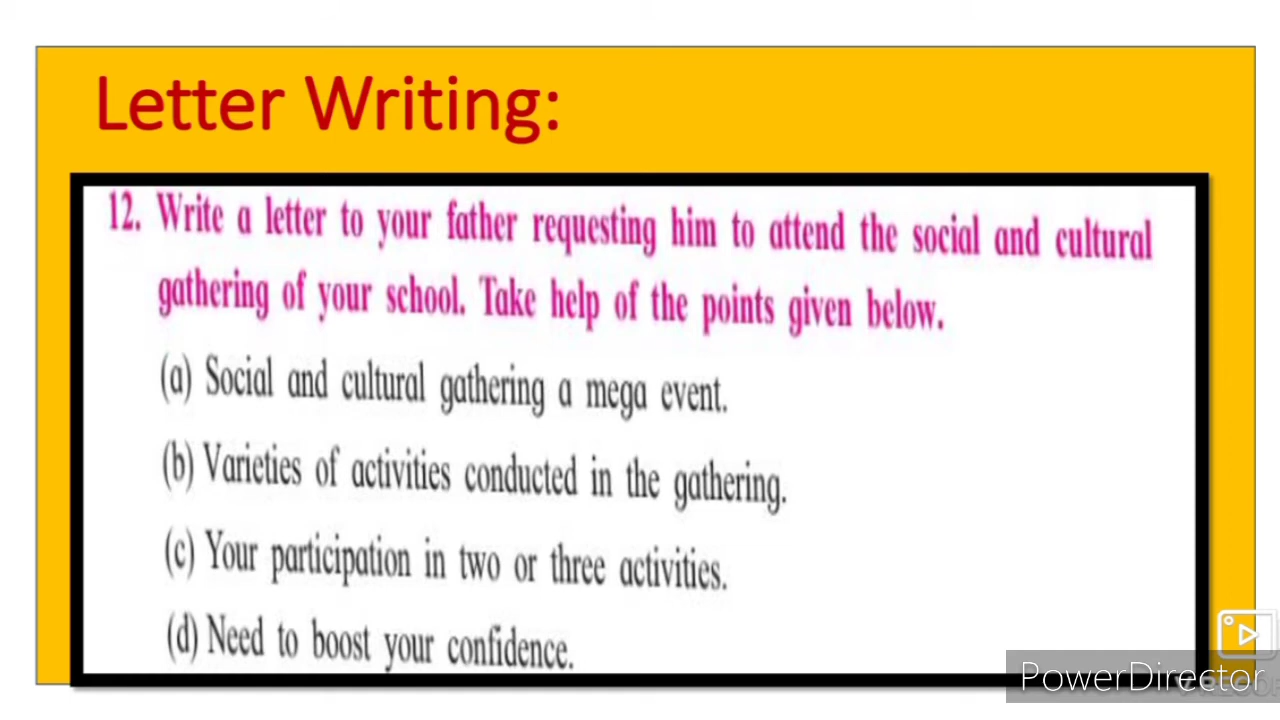 Letter Writing:
12. Write a letter to your father requesting him to attend the social and cultural
gathering of your school. Take help of the points given below.
(a) Social and cultural gathering a mega event.
(b) Varieties of activities conducted in the gathering.
(c) Your participation in two or three activities.
(d) Need to boost your confidence.
PowerDirector